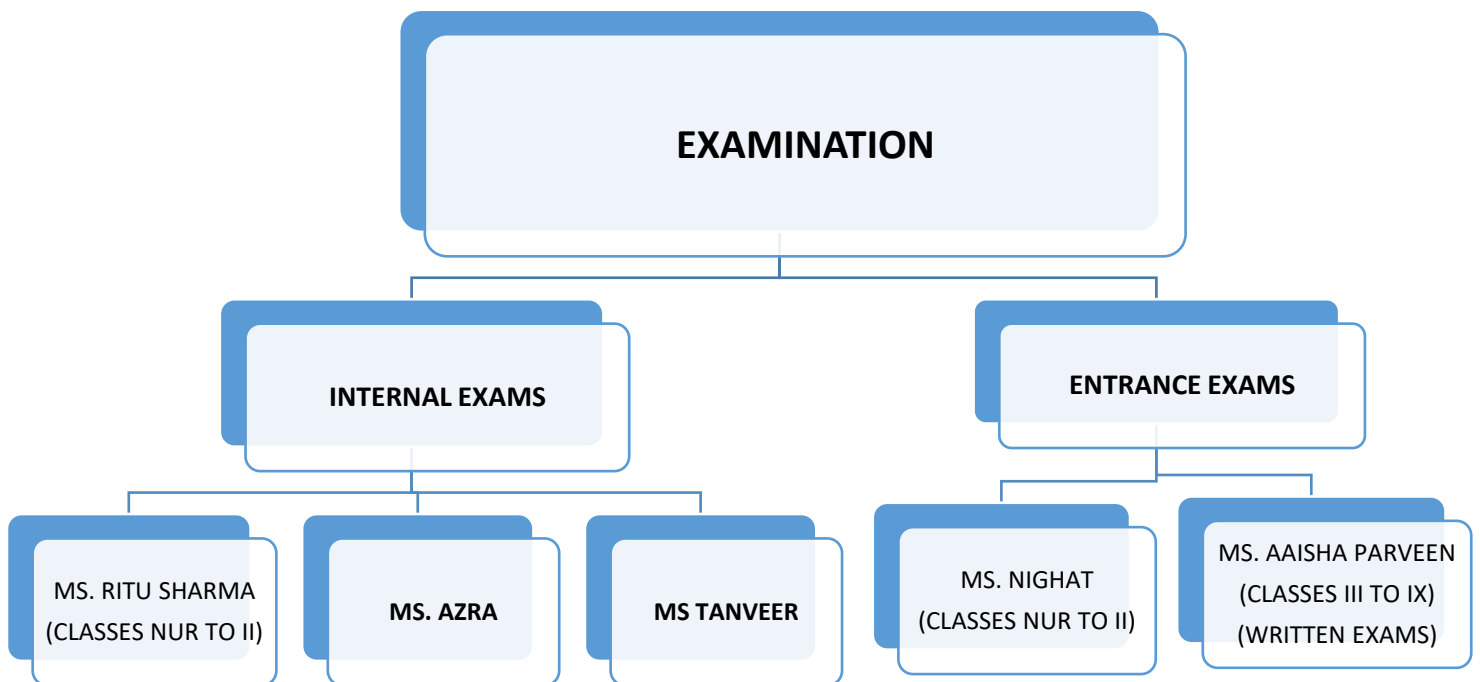 EXAMINATION
INTERNAL EXAMS
ENTRANCE EXAMS
MS. RITU SHARMA
(CLASSES NUR TO II)
MS. AZRA
MS TANVEER
MS. NIGHAT
(CLASSES NUR TO II)
MS. AAISHA PARVEEN
(CLASSES III TO IX)
(WRITTEN EXAMS)